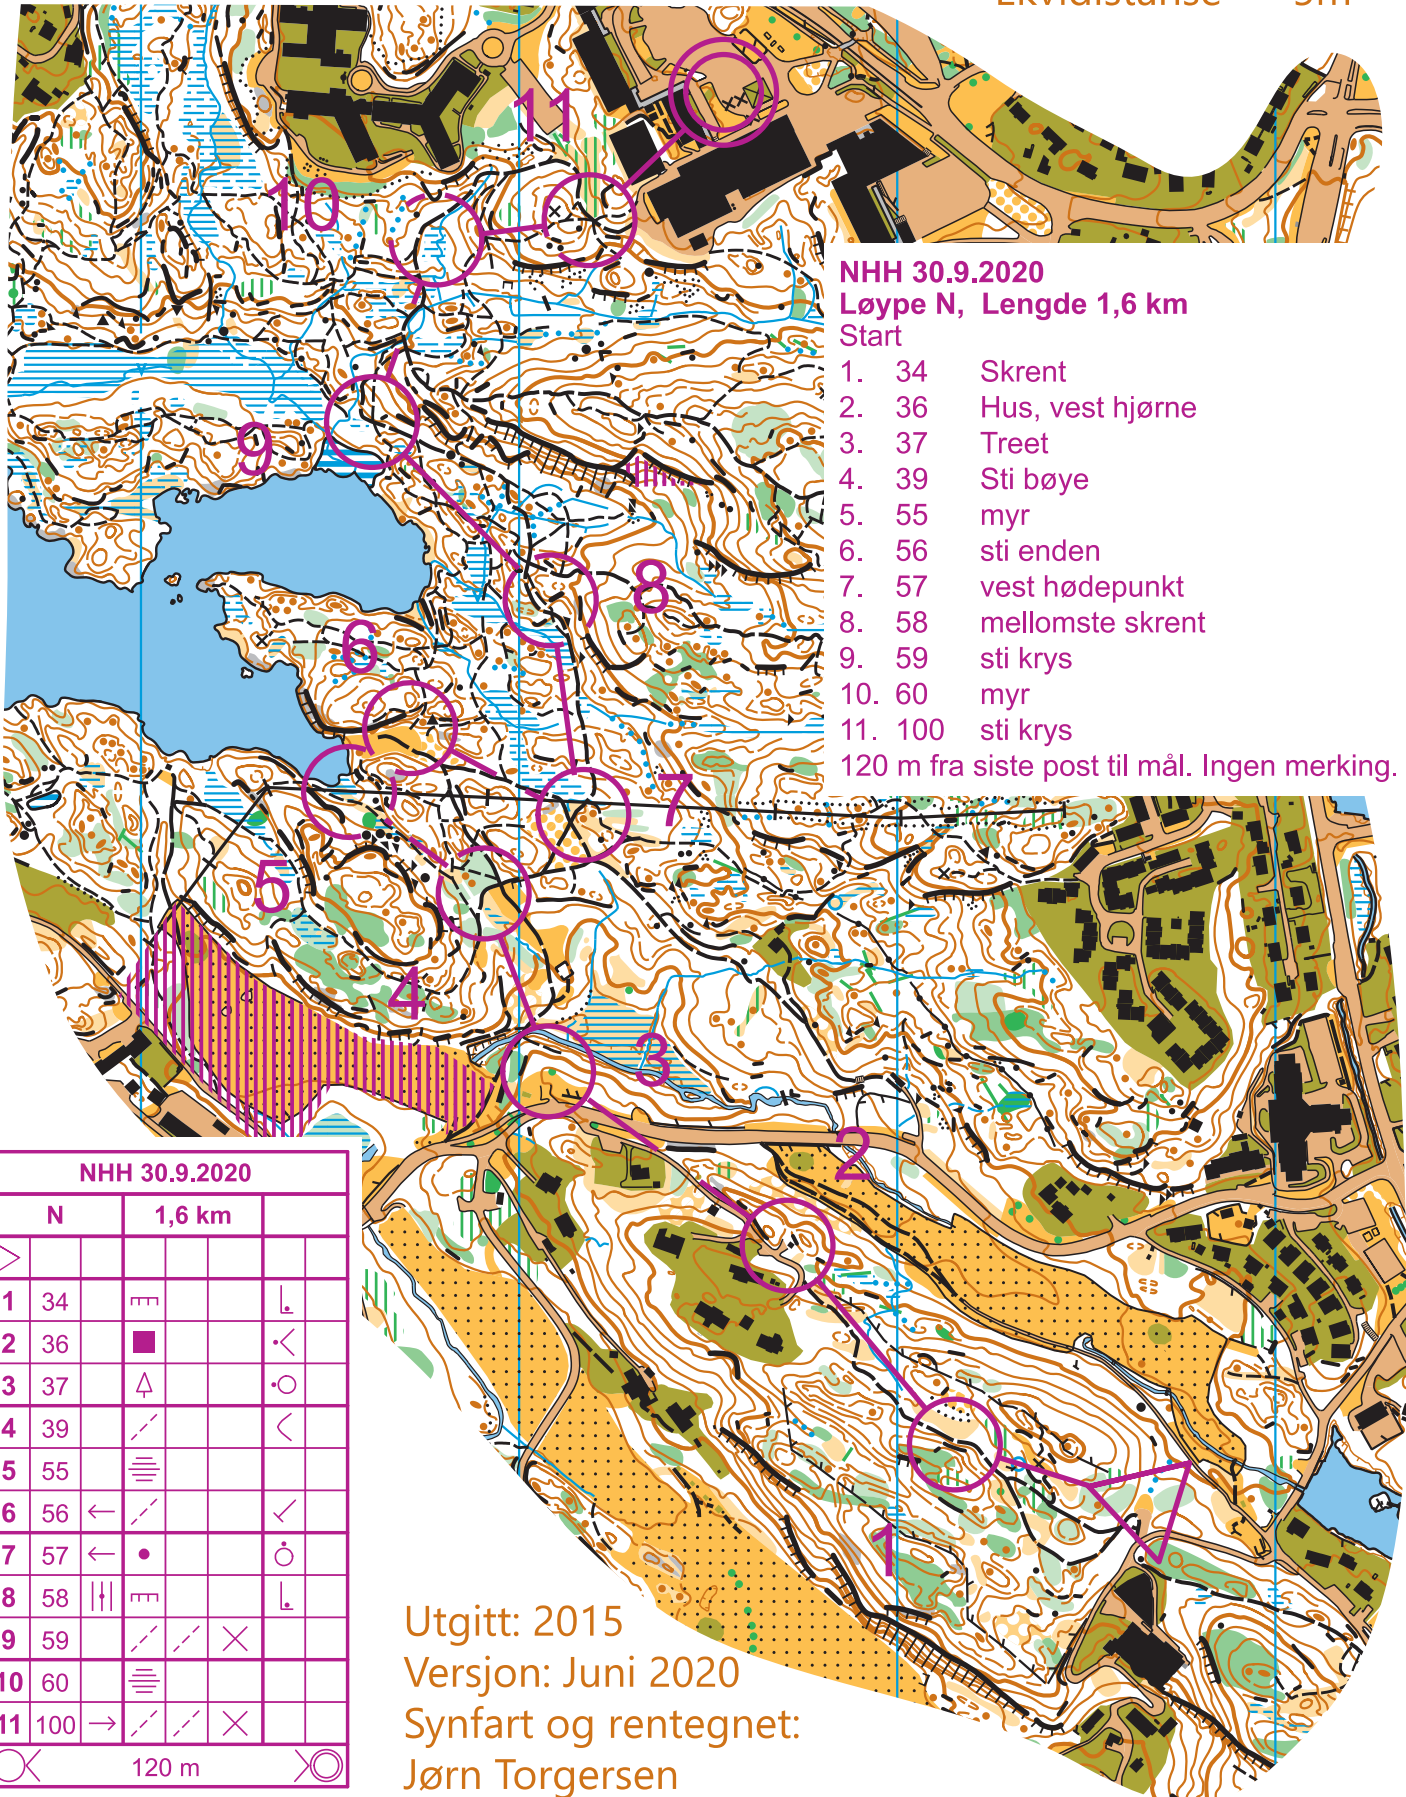 Ekvidistanse 5m
11
10
NHH 30.9.2020
Løype N, Lengde 1,6 km
Start
1. 34 Skrent
2. 36 Hus, vest hjørne
3. 37 Treet
4. 39 Sti bøye
5. 55 myr
6. 56 sti enden
7. 57 vest hødepunkt
8. 58 mellomste skrent
9. 59 sti krys
10. 60 myr
11. 100 sti krys
120 m fra siste post til mål. Ingen merking.
9
8
6
7
5
4
3
2
1
NHH 30.9.2020
N 1,6 km
1 34
2 36
3 37
4 39
5 55
6 56
7 57
8 58
9 59
10 60
11 100
120 m
Utgitt: 2015
Versjon: Juni 2020
Synfart og rentegnet:
Jørn Torgersen